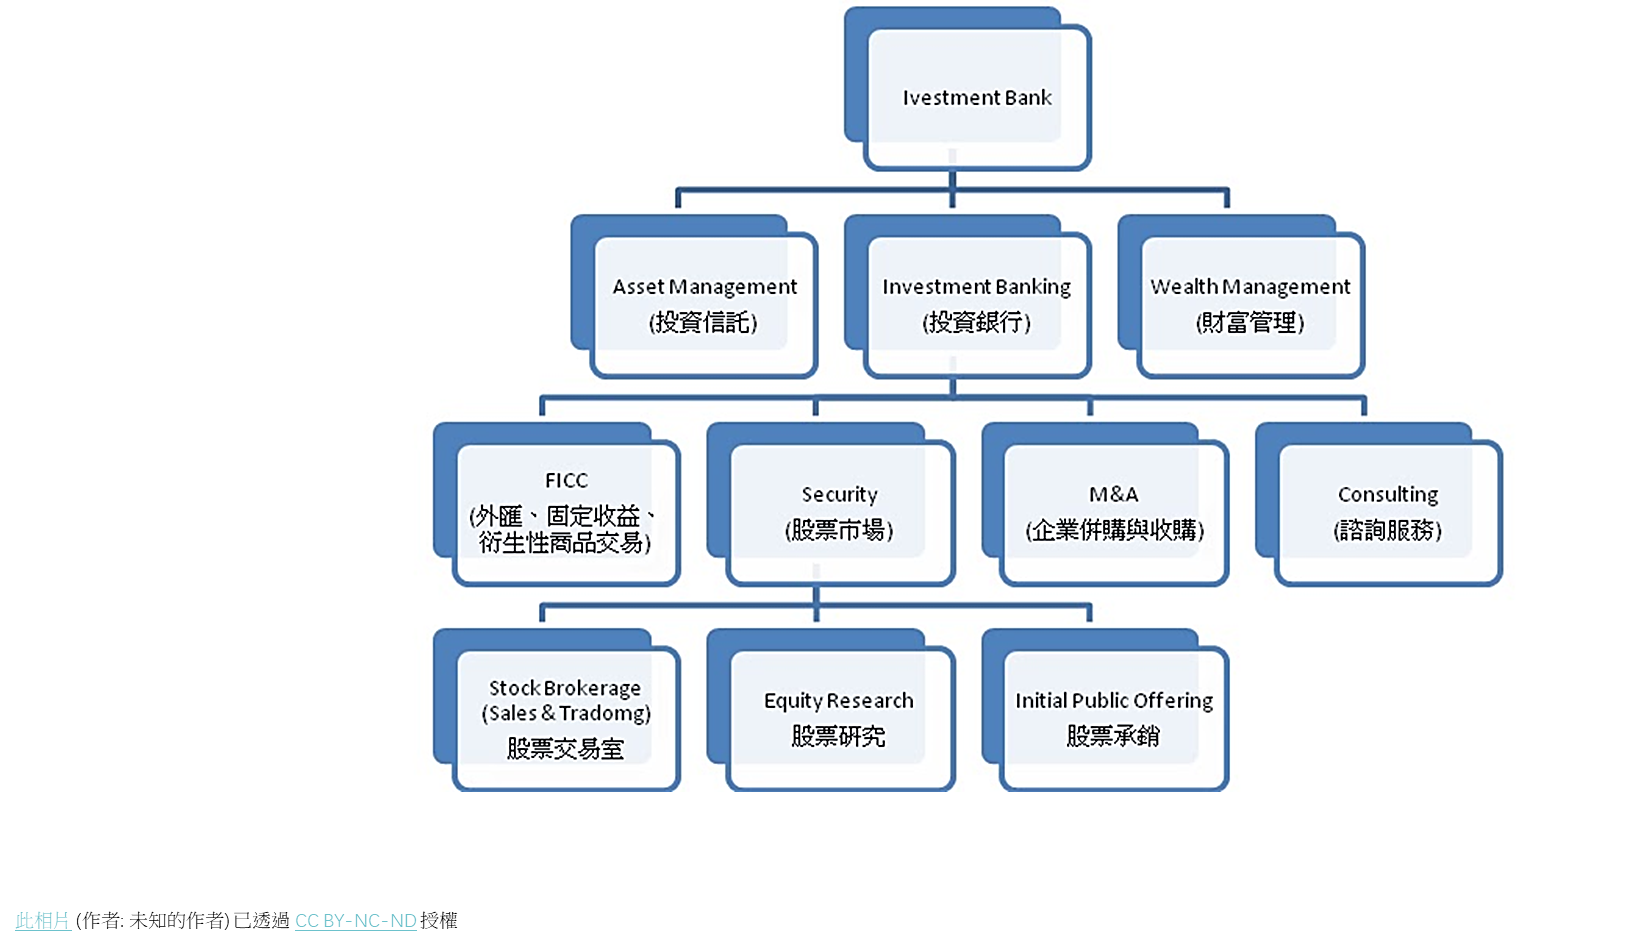 Ivestment Bank
Asset Management
(投資信託)
Investment Banking
(投資銀行)
Wealth Management
(財富管理)
FICC
(外匯、固定收益、
衍生性商品交易)
Security
(股票市場)
M&A
(企業併購與收購)
Consulting
(諮詢服務)
Stock Brokerage
(Sales & Tradomg)
股票交易室
Equity Research
股票研究
Initial Public Offering
股票承銷
此相片 (作者: 未知的作者) 已透過 CC BY-NC-ND 授權